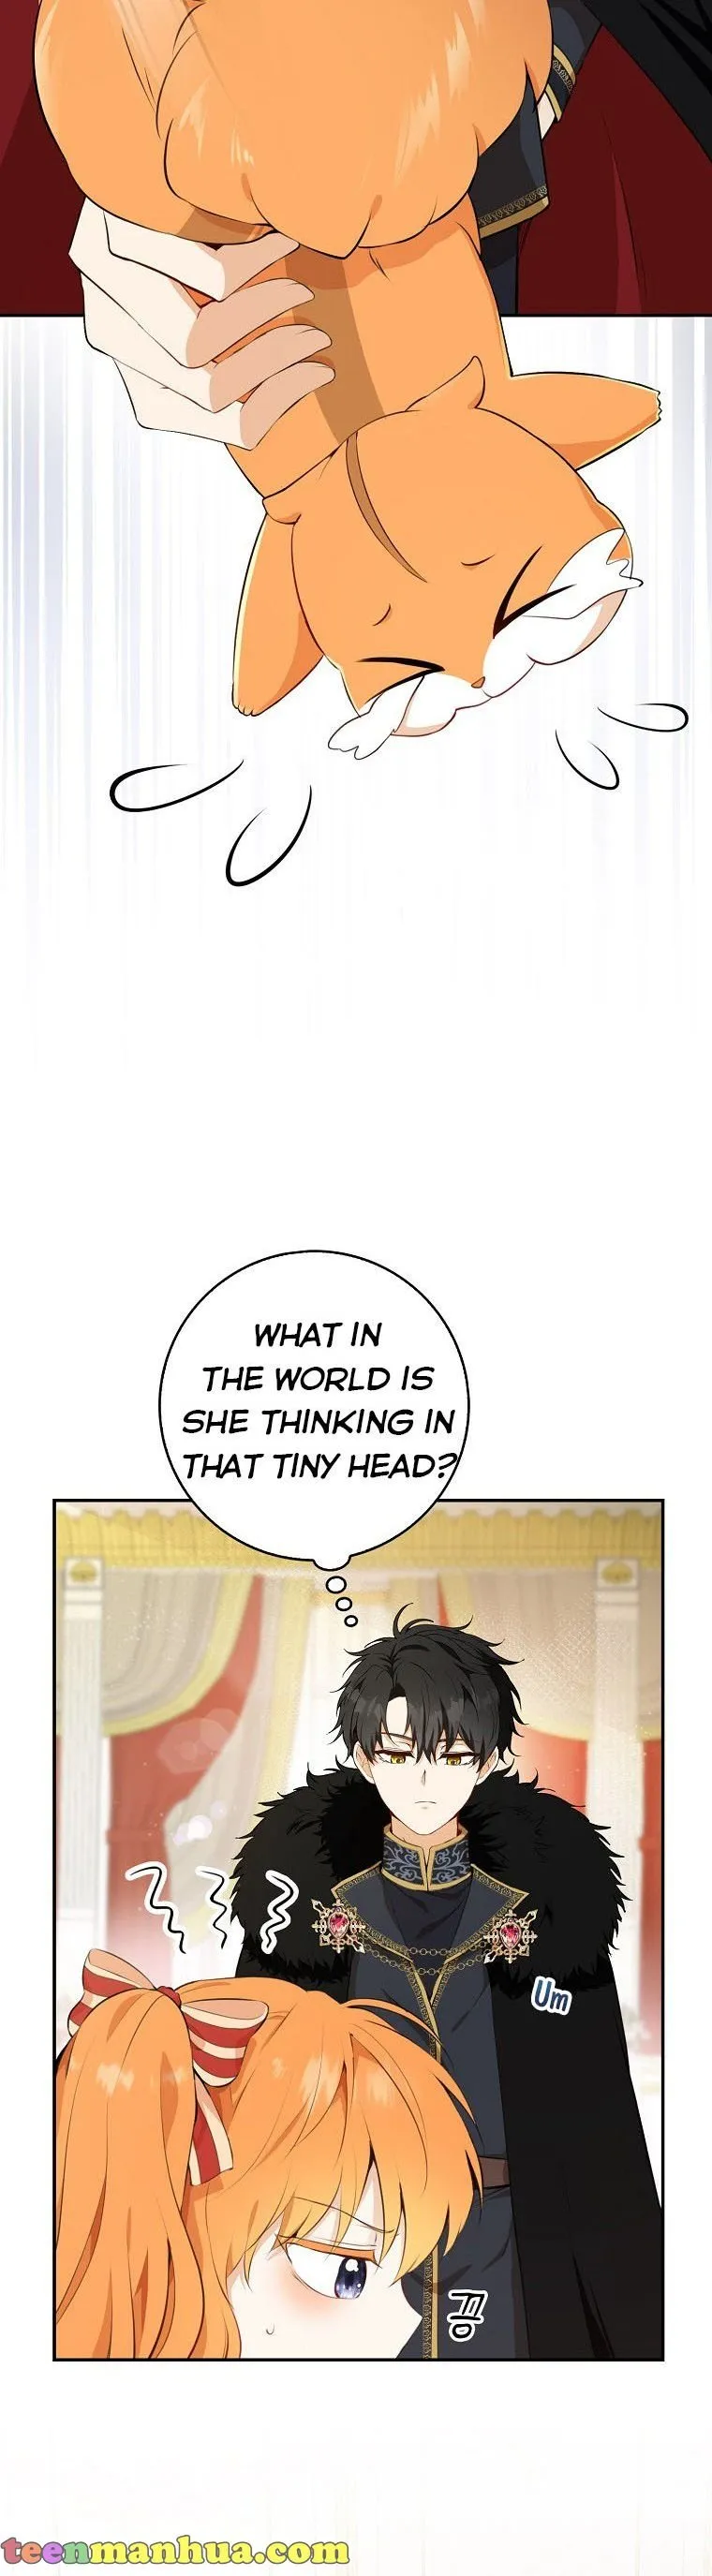 WHAT IN
THE WORLD IS
SHE THINKING IN
THAT TINY HEAD?
Um
끙
teenmanhua.com